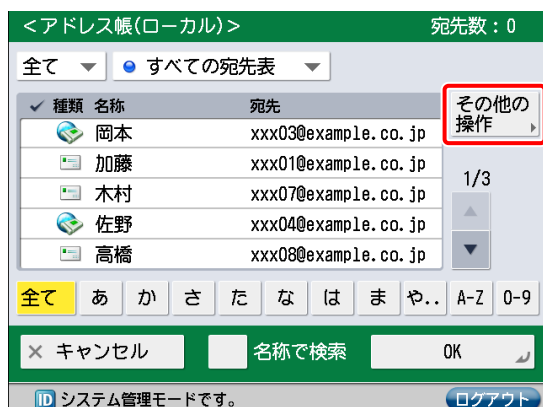 <アドレス帳(ローカル)> 宛先数:0
全て すべての宛先表
種類 名称 宛先
岡本 xxx03@example.co.jp
加藤 xxx01@example.co.jp
木村 xxx07@example.co.jp
佐野 xxx04@example.co.jp
高橋 xxx08@example.co.jp
その他の
操作
1/3
全て あ か さ た な は ま や.. A-Z 0-9
× キャンセル 名称で検索 OK
ID システム管理モードです。 ログアウト